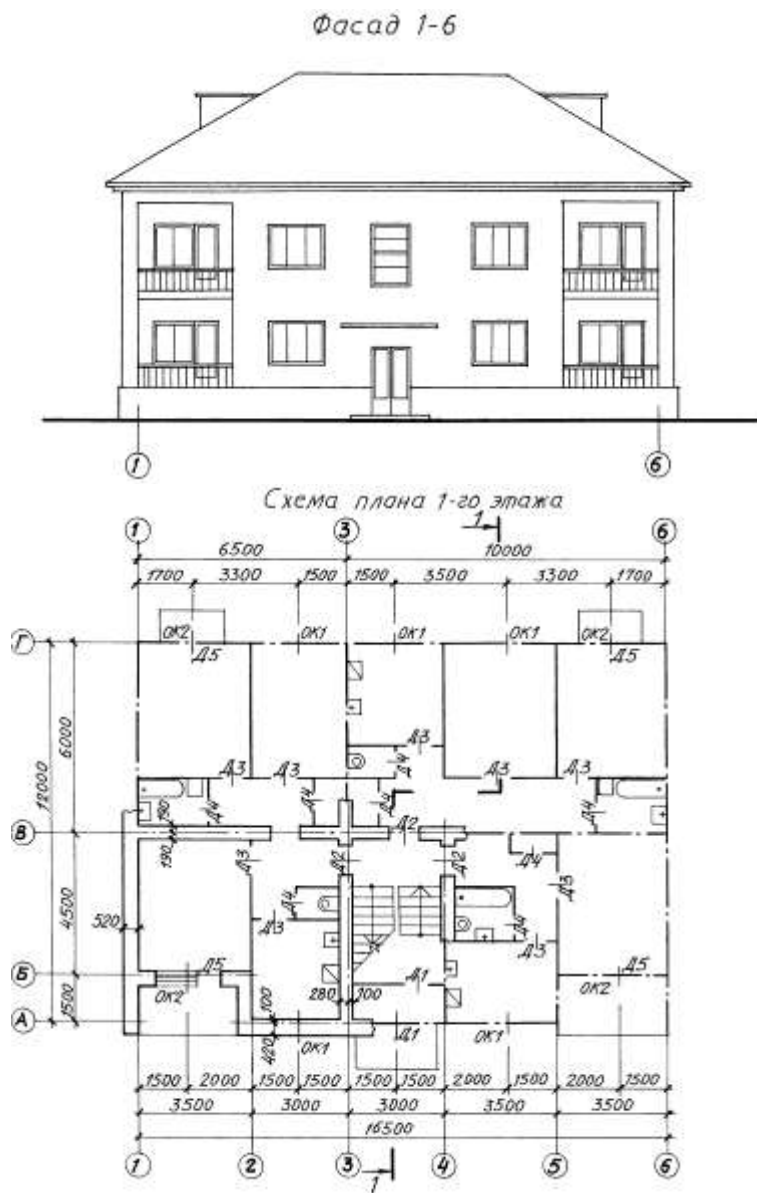 Фасад 1-6
1 6
Схема плана 1-го этажа
1
1 3 6
6500 10000
1700 3300 1500 1500 3500 3300 1700
Г ОК2 Д5 ОК1 ОК1 ОК1 ОК2 Д5
12000 6000
Д3 Д3 Д3 Д4 Д3 Д3
Д4 Д4 Д4 Д4
190 Д2
В
190 Д3 Д2 Д2 Д4 Д3
520 4500 Д4 Д3 Д4 Д3
Б Д5 ОК2 Д1 280 100 Д5 ОК2
А 1500 100 420 ОК1 Д1 ОК1
1500 2000 1500 1500 1500 1500 2000 1500 2000 1500
3500 3000 3000 3500 3500
16500
1 2 3 4 5 6
1